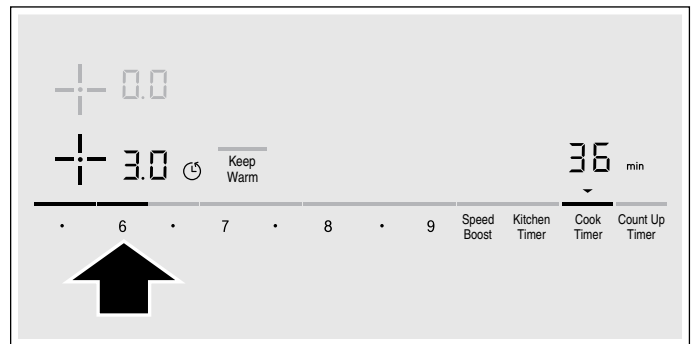 0.0
3.0 Keep Warm 36 min
· 6 · 7 · 8 · 9 Speed Boost Kitchen Timer Cook Timer Count Up Timer